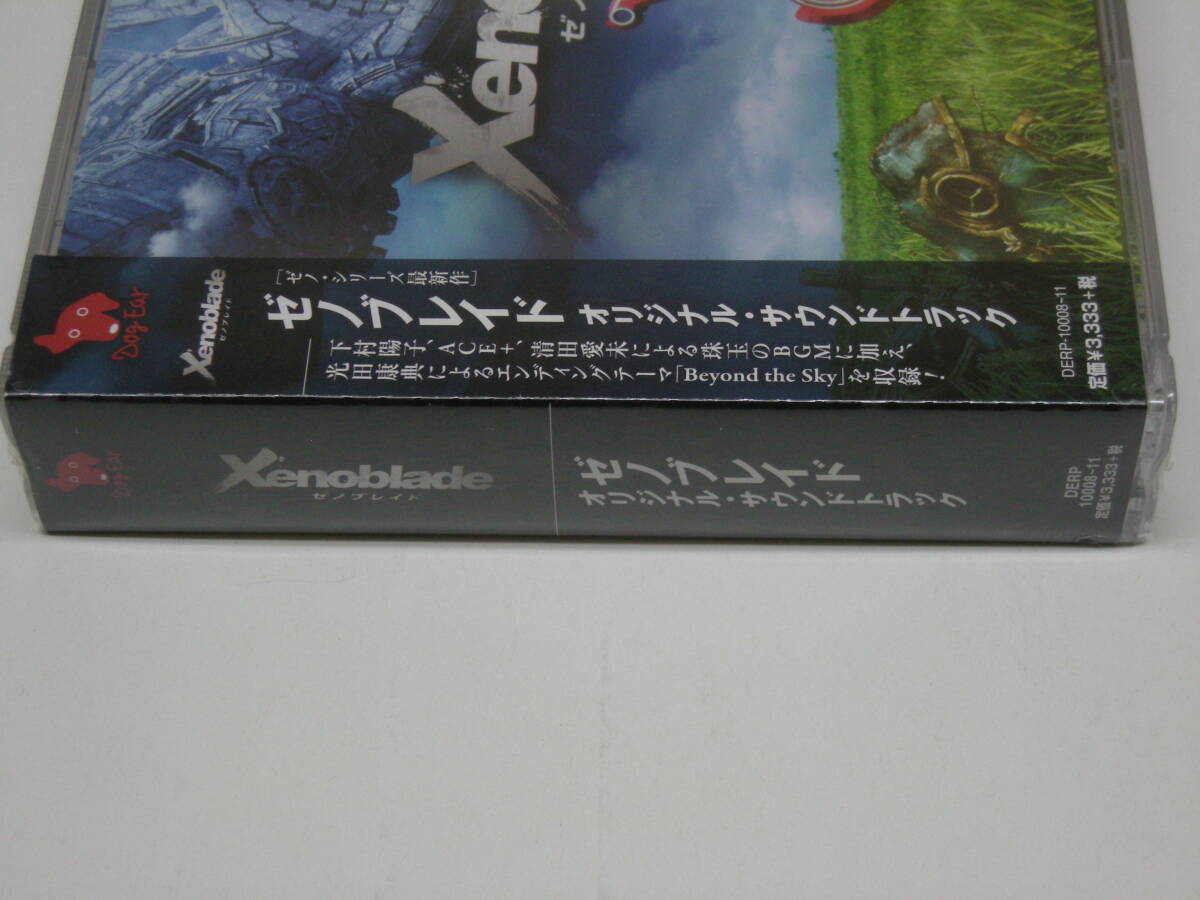 Xeno
ゼノ
Dog Ear
Xenoblade
ゼノブレイド
[ゼノ・シリーズ最新作]
ゼノブレイド オリジナル・サウンドトラック
下村陽子、ACE+、清田愛未による珠玉のBGMに加え、
光田康典によるエンディングテーマ「Beyond the Sky」を収録!
DERP-10008~11
定価¥3,333+税
Dog Ear
Xenoblade
ゼノブレイド
ゼノブレイド
オリジナル・サウンドトラック
DERP
10008~11
定価¥3,333+税